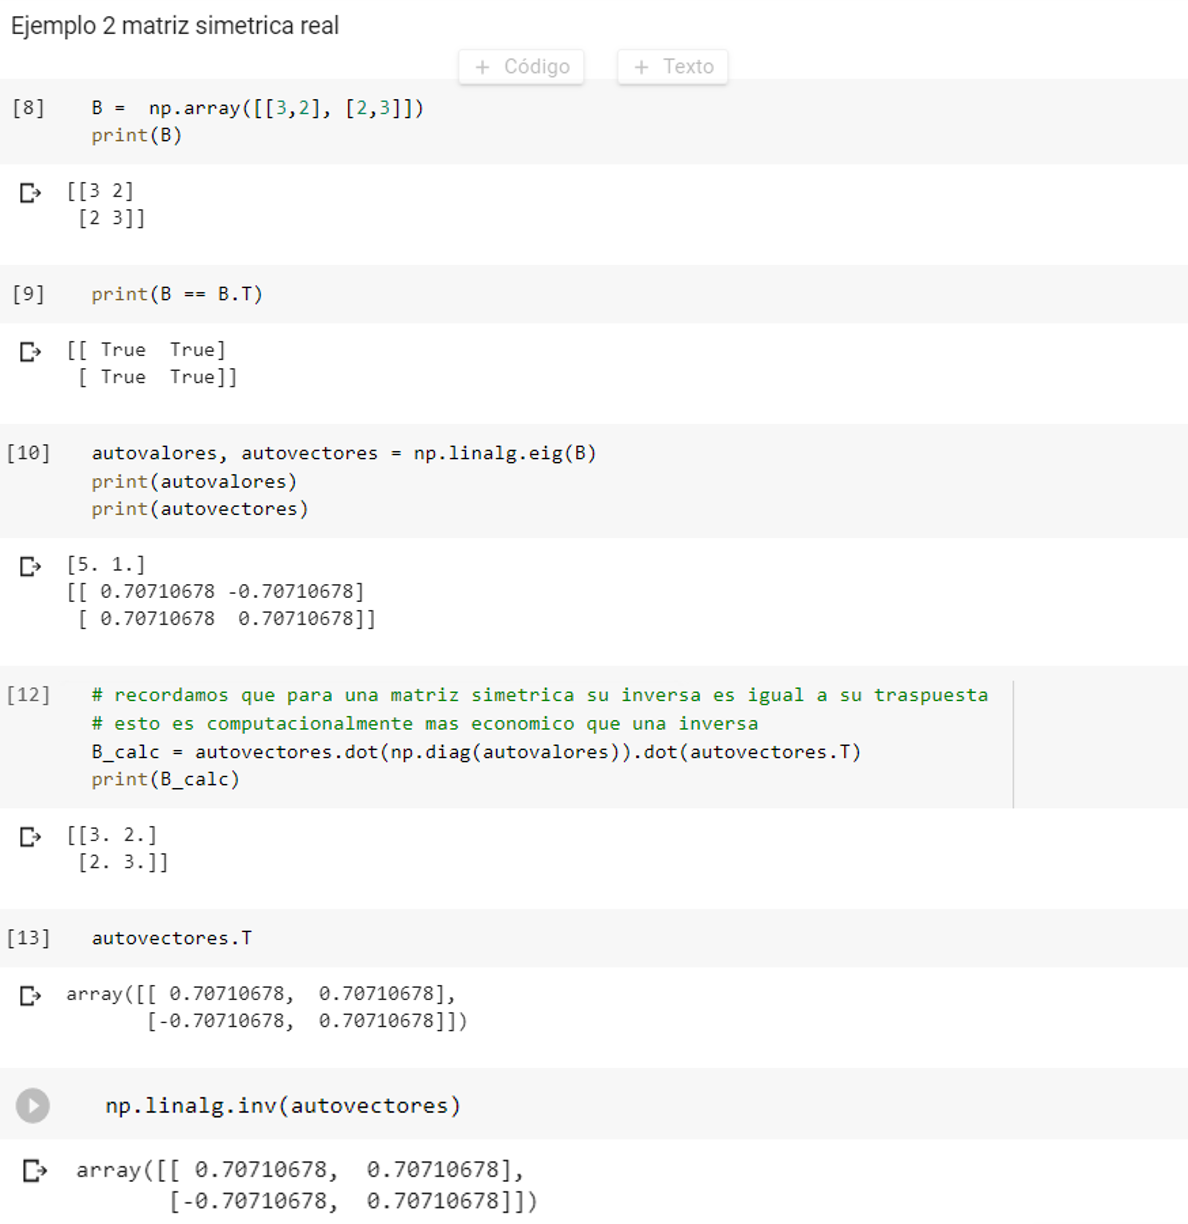 Ejemplo 2 matriz simetrica real
+ Código + Texto
[8] B =  np.array([[3,2], [2,3]])
print(B)
[[3 2]
 [2 3]]
[9] print(B == B.T)
[[ True  True]
 [ True  True]]
[10] autovalores, autovectores = np.linalg.eig(B)
print(autovalores)
print(autovectores)
[5. 1.]
[[ 0.70710678 -0.70710678]
 [ 0.70710678  0.70710678]]
[12] # recordamos que para una matriz simetrica su inversa es igual a su traspuesta
# esto es computacionalmente mas economico que una inversa
B_calc = autovectores.dot(np.diag(autovalores)).dot(autovectores.T)
print(B_calc)
[[3. 2.]
 [2. 3.]]
[13] autovectores.T
array([[ 0.70710678,  0.70710678],
       [-0.70710678,  0.70710678]])
np.linalg.inv(autovectores)
array([[ 0.70710678,  0.70710678],
       [-0.70710678,  0.70710678]])